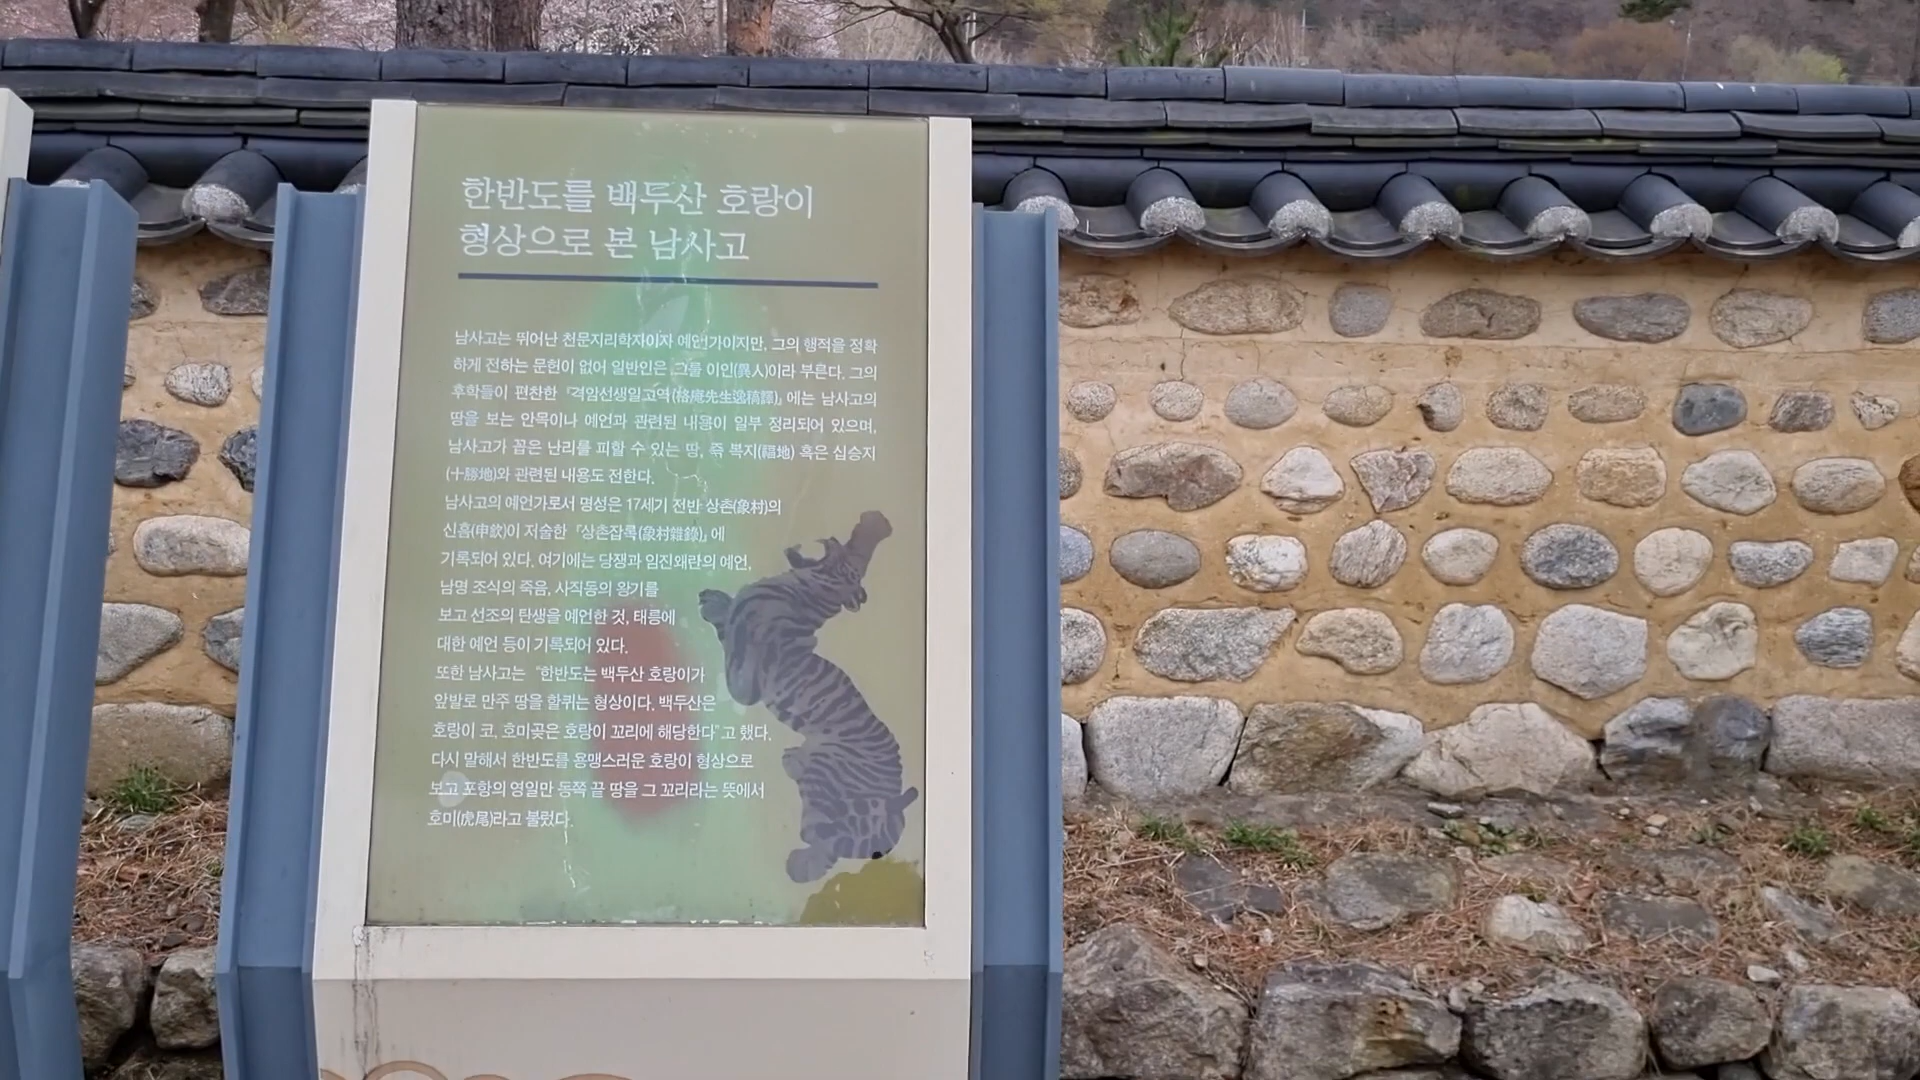 한반도를 백두산 호랑이
형상으로 본 남사고
남사고는 뛰어난 천문지리학자이자 예언가이지만, 그의 행적을 정확
하게 전하는 문헌이 없어 일반인은 그를 이인(異人)이라 부른다. 그의
후학들이 편찬한 『격암선생일고역(格庵先生逸稿譯)』에는 남사고의
땅을 보는 안목이나 예언과 관련된 내용이 일부 정리되어 있으며,
남사고가 꼽은 난리를 피할 수 있는 땅, 즉 복지(福地) 혹은 십승지
(十勝地)와 관련된 내용도 전한다.
남사고의 예언가로서 명성은 17세기 전반 상촌(象村)의
신흠(申欽)이 저술한 『상촌잡록(象村雜錄)』에
기록되어 있다. 여기에는 당쟁과 임진왜란의 예언,
남명 조식의 죽음, 사직동의 왕기를
보고 선조의 탄생을 예언한 것, 태릉에
대한 예언 등이 기록되어 있다.
또한 남사고는 "한반도는 백두산 호랑이가
앞발로 만주 땅을 할퀴는 형상이다. 백두산은
호랑이 코, 호미곶은 호랑이 꼬리에 해당한다"고 했다.
다시 말해서 한반도를 용맹스러운 호랑이 형상으로
보고 포항의 영일만 동쪽 끝 땅을 그 꼬리라는 뜻에서
호미(虎尾)라고 불렀다.